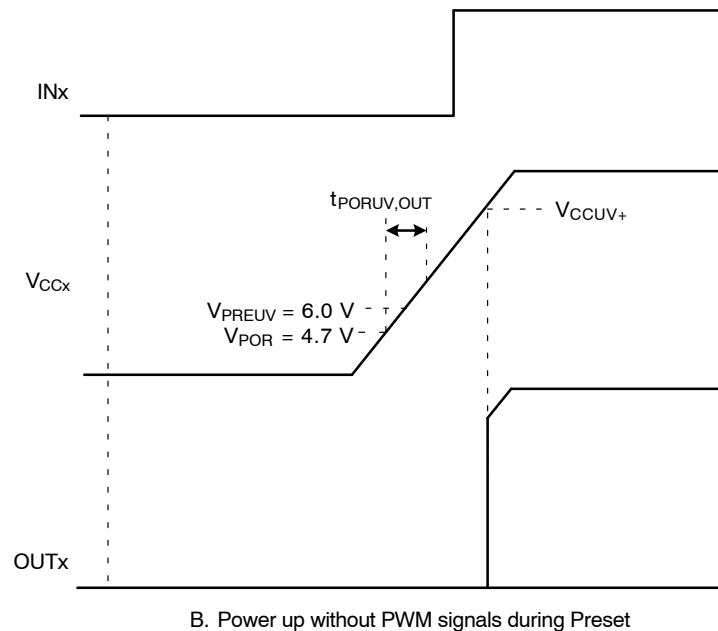 INx
tPORUV,OUT
VCCUV+
VCCx
VPREUV = 6.0 V
VPOR = 4.7 V
OUTx
B. Power up without PWM signals during Preset